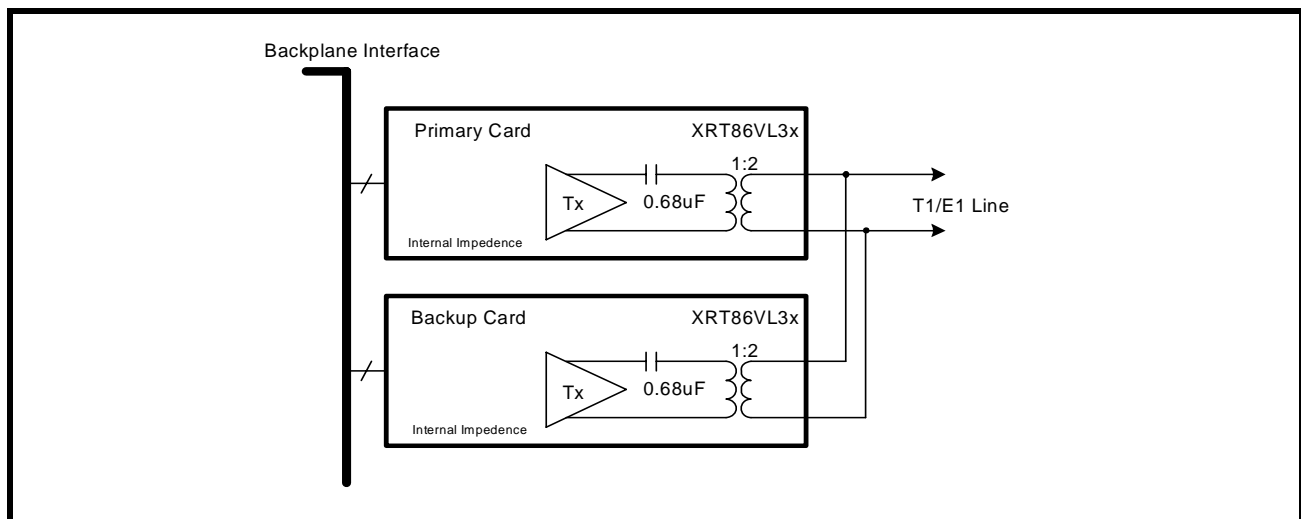 Backplane Interface
Primary Card
XRT86VL3x
1:2
Tx
0.68uF
Internal Impedence
T1/E1 Line
Backup Card
XRT86VL3x
1:2
Tx
0.68uF
Internal Impedence